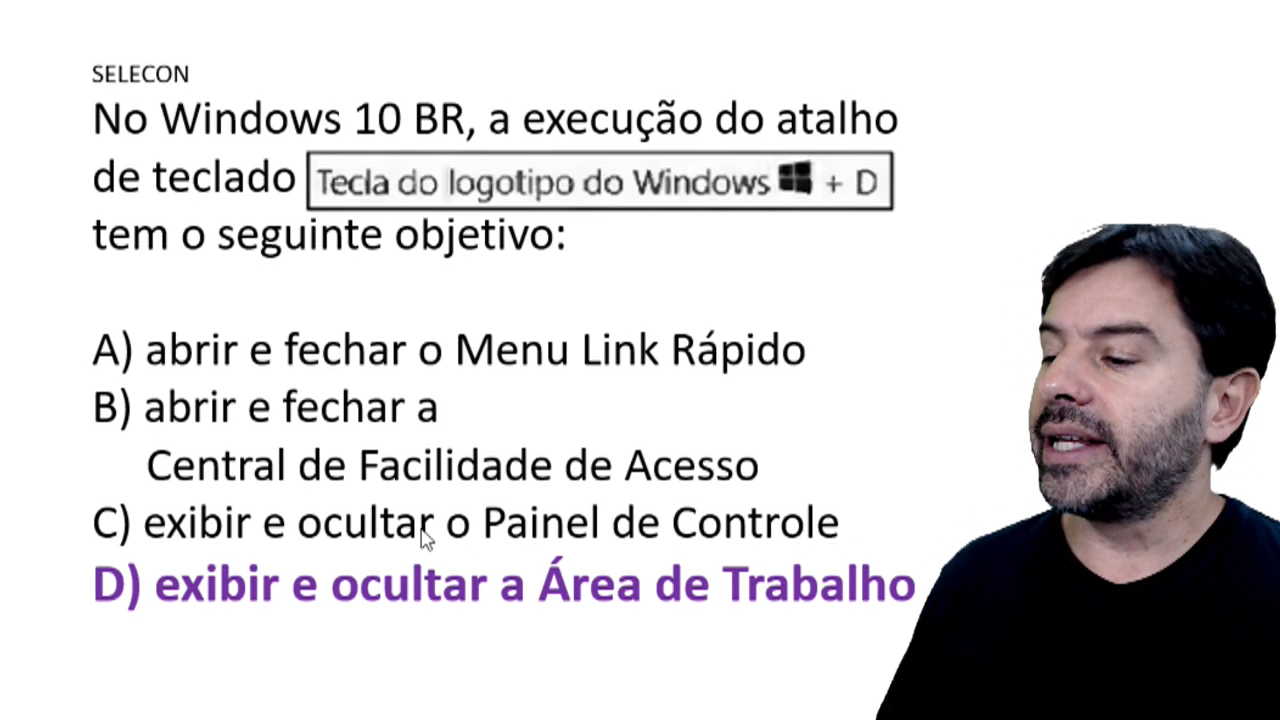 SELECON
No Windows 10 BR, a execução do atalho
de teclado Tecla do logotipo do Windows + D
tem o seguinte objetivo:
A) abrir e fechar o Menu Link Rápido
B) abrir e fechar a
Central de Facilidade de Acesso
C) exibir e ocultar o Painel de Controle
D) exibir e ocultar a Área de Trabalho